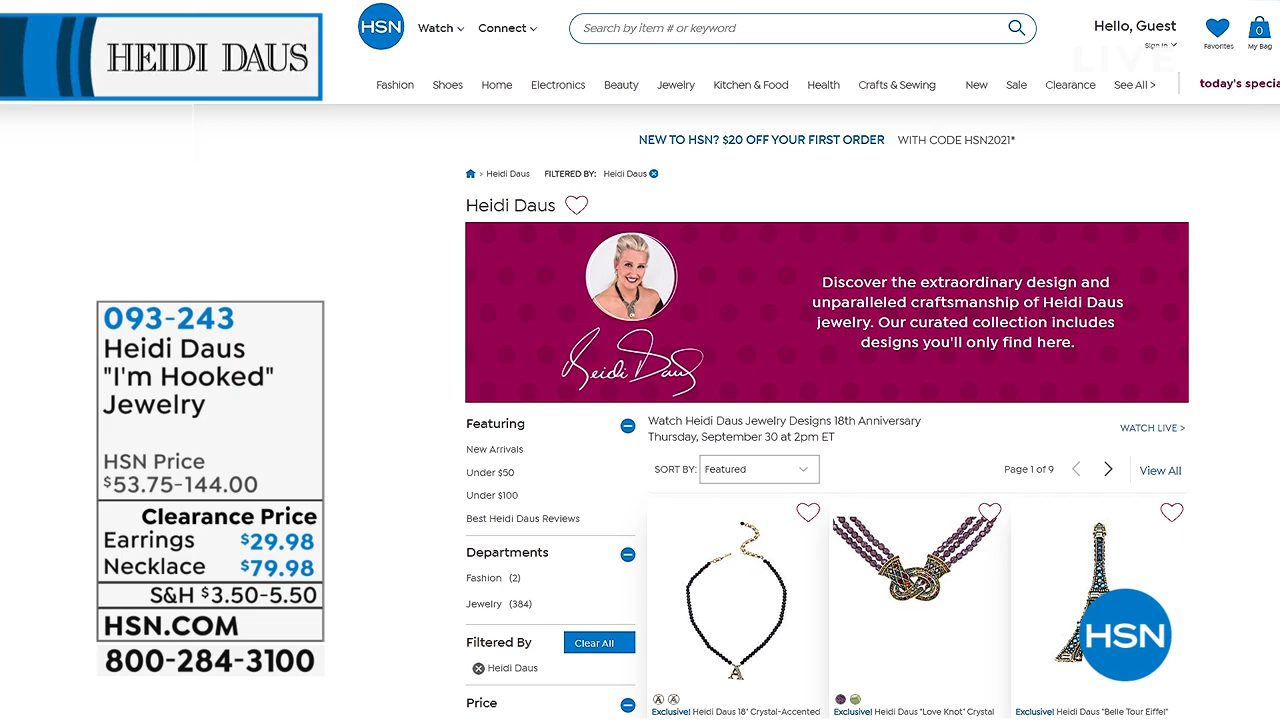 HEIDI DAUS
HSN
Watch
Connect
Search by item # or keyword
Hello, Guest
Sign In
LIVE
Favorites
0
My Bag
Fashion Shoes Home Electronics Beauty Jewelry Kitchen & Food Health Crafts & Sewing New Sale Clearance See All > today's specia
NEW TO HSN? $20 OFF YOUR FIRST ORDER WITH CODE HSN2021*
> Heidi Daus FILTERED BY: Heidi Daus
Heidi Daus
Discover the extraordinary design and
unparalleled craftsmanship of Heidi Daus
jewelry. Our curated collection includes
designs you'll only find here.
Heidi Daus
093-243
Heidi Daus
"I'm Hooked"
Jewelry
HSN Price
$53.75-144.00
Clearance Price
Earrings $29.98
Necklace $79.98
S&H $3.50-5.50
HSN.COM
800-284-3100
Featuring
New Arrivals
Under $50
Under $100
Best Heidi Daus Reviews
Departments
Fashion (2)
Jewelry (384)
Filtered By
Clear All
Heidi Daus
Price
Watch Heidi Daus Jewelry Designs 18th Anniversary
Thursday, September 30 at 2pm ET
WATCH LIVE >
SORT BY: Featured
Page 1 of 9
View All
A
HSN
Exclusive! Heidi Daus 18" Crystal-Accented
Exclusive! Heidi Daus "Love Knot" Crystal
Exclusive! Heidi Daus "Belle Tour Eiffel"